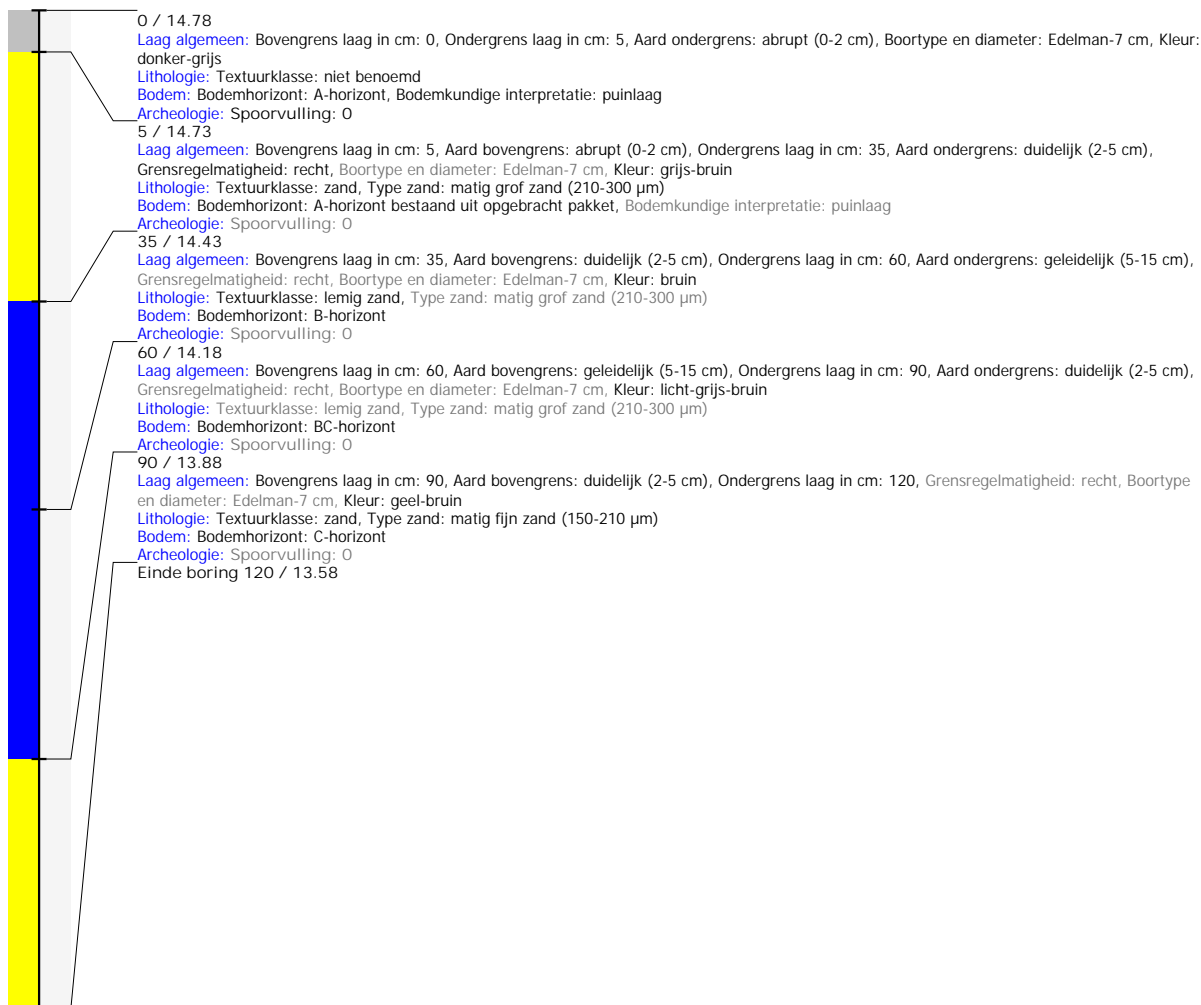 0 / 14.78
Laag algemeen: Bovengrens laag in cm: 0, Ondergrens laag in cm: 5, Aard ondergrens: abrupt (0-2 cm), Boortype en diameter: Edelman-7 cm, Kleur:
donker-grijs
Lithologie: Textuurklasse: niet benoemd
Bodem: Bodemhorizont: A-horizont, Bodemkundige interpretatie: puinlaag
Archeologie: Spoorvulling: 0
5 / 14.73
Laag algemeen: Bovengrens laag in cm: 5, Aard bovengrens: abrupt (0-2 cm), Ondergrens laag in cm: 35, Aard ondergrens: duidelijk (2-5 cm),
Grensregelmatigheid: recht, Boortype en diameter: Edelman-7 cm, Kleur: grijs-bruin
Lithologie: Textuurklasse: zand, Type zand: matig grof zand (210-300 µm)
Bodem: Bodemhorizont: A-horizont bestaand uit opgebracht pakket, Bodemkundige interpretatie: puinlaag
Archeologie: Spoorvulling: 0
35 / 14.43
Laag algemeen: Bovengrens laag in cm: 35, Aard bovengrens: duidelijk (2-5 cm), Ondergrens laag in cm: 60, Aard ondergrens: geleidelijk (5-15 cm),
Grensregelmatigheid: recht, Boortype en diameter: Edelman-7 cm, Kleur: bruin
Lithologie: Textuurklasse: lemig zand, Type zand: matig grof zand (210-300 µm)
Bodem: Bodemhorizont: B-horizont
Archeologie: Spoorvulling: 0
60 / 14.18
Laag algemeen: Bovengrens laag in cm: 60, Aard bovengrens: geleidelijk (5-15 cm), Ondergrens laag in cm: 90, Aard ondergrens: duidelijk (2-5 cm),
Grensregelmatigheid: recht, Boortype en diameter: Edelman-7 cm, Kleur: licht-grijs-bruin
Lithologie: Textuurklasse: lemig zand, Type zand: matig grof zand (210-300 µm)
Bodem: Bodemhorizont: BC-horizont
Archeologie: Spoorvulling: 0
90 / 13.88
Laag algemeen: Bovengrens laag in cm: 90, Aard bovengrens: duidelijk (2-5 cm), Ondergrens laag in cm: 120, Grensregelmatigheid: recht, Boortype
en diameter: Edelman-7 cm, Kleur: geel-bruin
Lithologie: Textuurklasse: zand, Type zand: matig fijn zand (150-210 µm)
Bodem: Bodemhorizont: C-horizont
Archeologie: Spoorvulling: 0
Einde boring 120 / 13.58